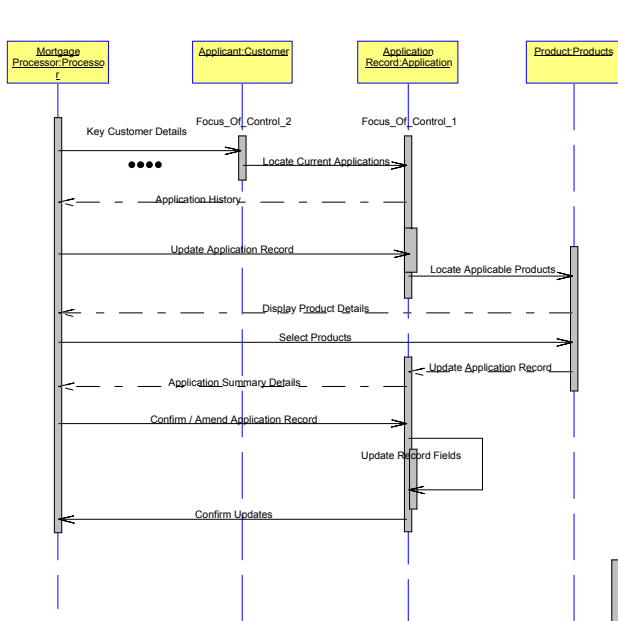 Mortgage
Processor:Processo
r
Applicant:Customer
Application
Record:Application
Product:Products
Focus_Of_Control_2
Focus_Of_Control_1
Key Customer Details
Locate Current Applications
Application History
Update Application Record
Locate Applicable Products
Display Product Details
Select Products
Update Application Record
Application Summary Details
Confirm / Amend Application Record
Update Record Fields
Confirm Updates